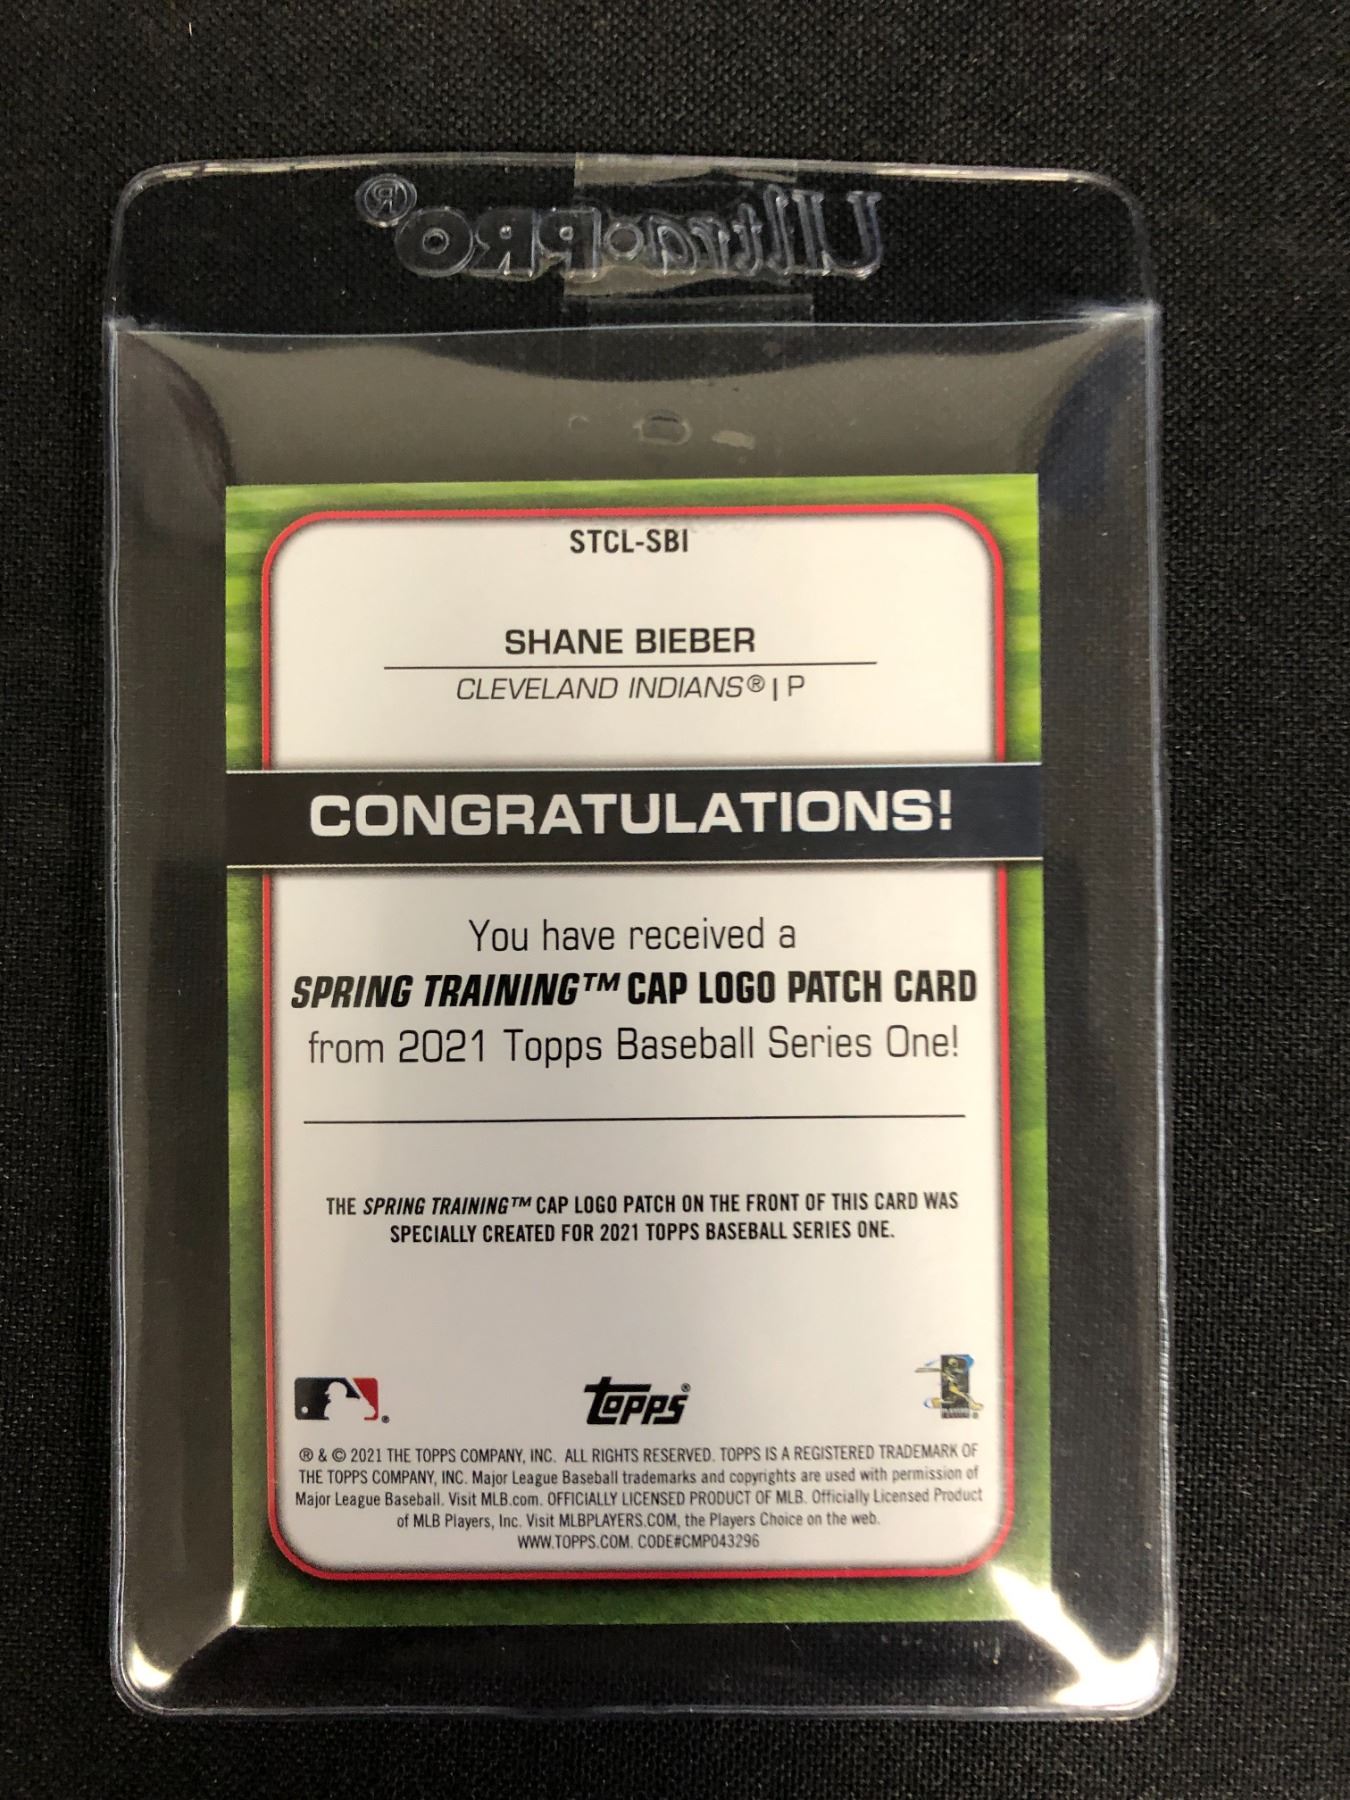 Ultra•PRO®
STCL-SBI
SHANE BIEBER
CLEVELAND INDIANS® | P
CONGRATULATIONS!
You have received a
SPRING TRAINING™ CAP LOGO PATCH CARD
from 2021 Topps Baseball Series One!
THE SPRING TRAINING™ CAP LOGO PATCH ON THE FRONT OF THIS CARD WAS
SPECIALLY CREATED FOR 2021 TOPPS BASEBALL SERIES ONE.
Topps®
® & © 2021 THE TOPPS COMPANY, INC. ALL RIGHTS RESERVED. TOPPS IS A REGISTERED TRADEMARK OF
THE TOPPS COMPANY, INC. Major League Baseball trademarks and copyrights are used with permission of
Major League Baseball. Visit MLB.com. OFFICIALLY LICENSED PRODUCT OF MLB. Officially Licensed Product
of MLB Players, Inc. Visit MLBPLAYERS.COM, the Players Choice on the web.
WWW.TOPPS.COM. CODE#CMP043296